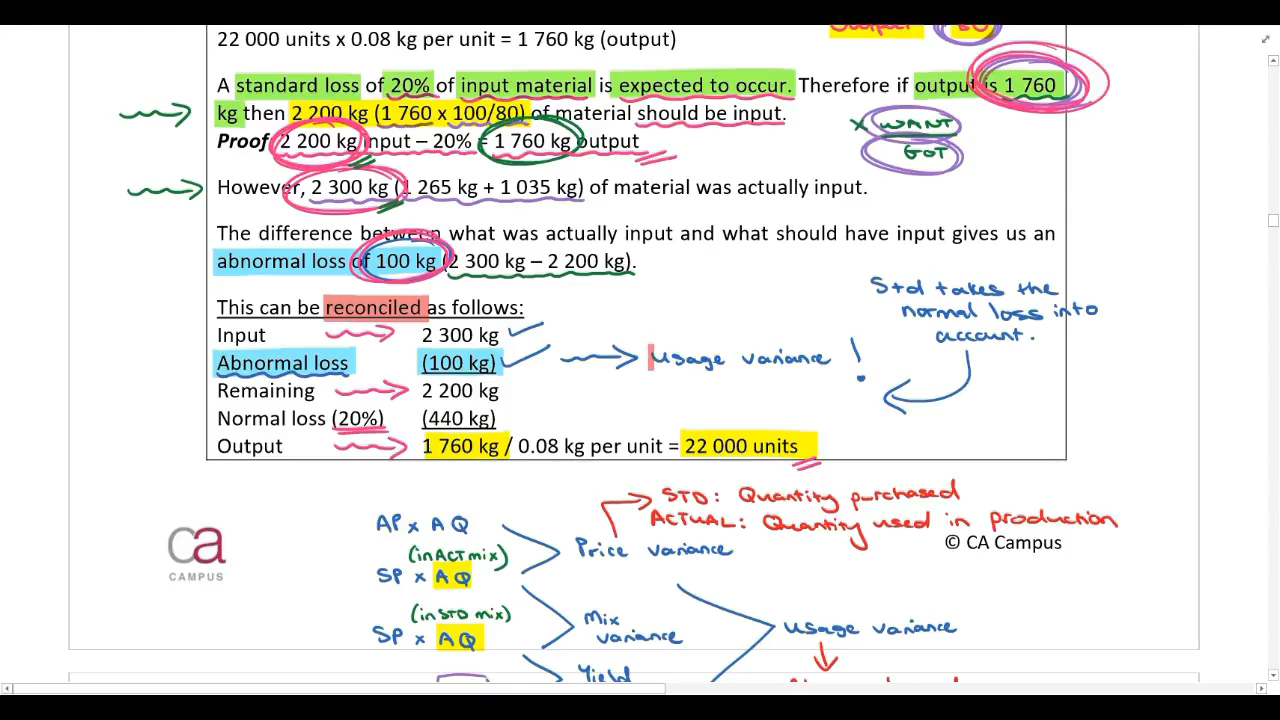 Output SQ
22 000 units x 0.08 kg per unit = 1 760 kg (output)
A standard loss of 20% of input material is expected to occur. Therefore if output is 1 760
kg then 2 200 kg (1 760 x 100/80) of material should be input.
x WANT
Proof 2 200 kg input – 20% = 1 760 kg output
GOT
However, 2 300 kg (1 265 kg + 1 035 kg) of material was actually input.
The difference between what was actually input and what should have input gives us an
abnormal loss of 100 kg (2 300 kg – 2 200 kg).
Std takes the
normal loss into
account.
This can be reconciled as follows:
Input 2 300 kg
Abnormal loss (100 kg) Usage variance !
Remaining 2 200 kg
Normal loss (20%) (440 kg)
Output 1 760 kg / 0.08 kg per unit = 22 000 units
STD: Quantity purchased
ACTUAL: Quantity used in production
© CA Campus
ca
CAMPUS
AP x AQ
(in ACT mix)
Price variance
SP x AQ
(in STD mix)
Mix
variance
SP x AQ
Usage variance
Yield